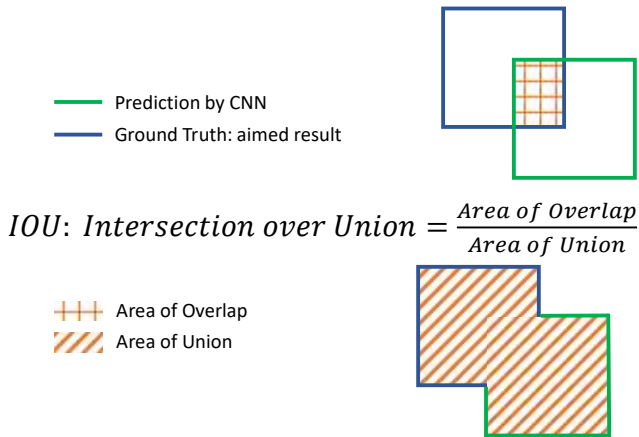 Prediction by CNN
Ground Truth: aimed result
IOU: Intersection over Union = Area of Overlap / Area of Union
Area of Overlap
Area of Union